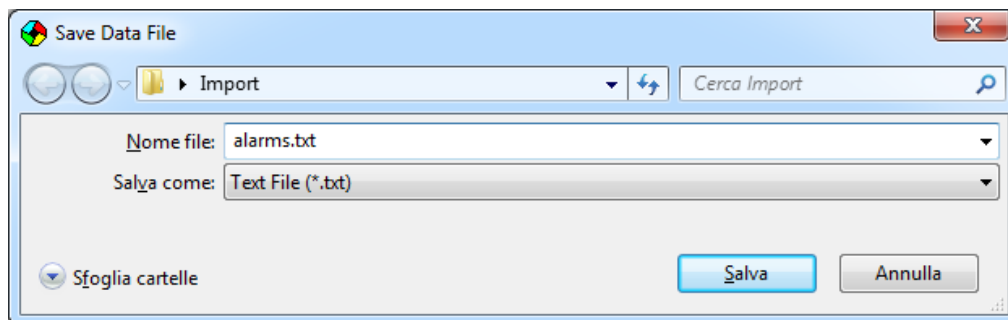 Save Data File
Import
Cerca Import
Nome file: alarms.txt
Salva come: Text File (*.txt)
Sfoglia cartelle Salva Annulla